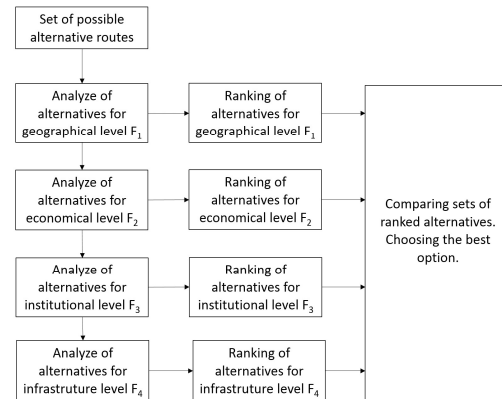 Set of possible
alternative routes
Analyze of
alternatives for
geographical level F₁
Ranking of
alternatives for
geographical level F₁
Analyze of
alternatives for
economical level F₂
Ranking of
alternatives for
economical level F₂
Comparing sets of
ranked alternatives.
Choosing the best
option.
Analyze of
alternatives for
institutional level F₃
Ranking of
alternatives for
institutional level F₃
Analyze of
alternatives for
infrastruture level F₄
Ranking of
alternatives for
infrastruture level F₄